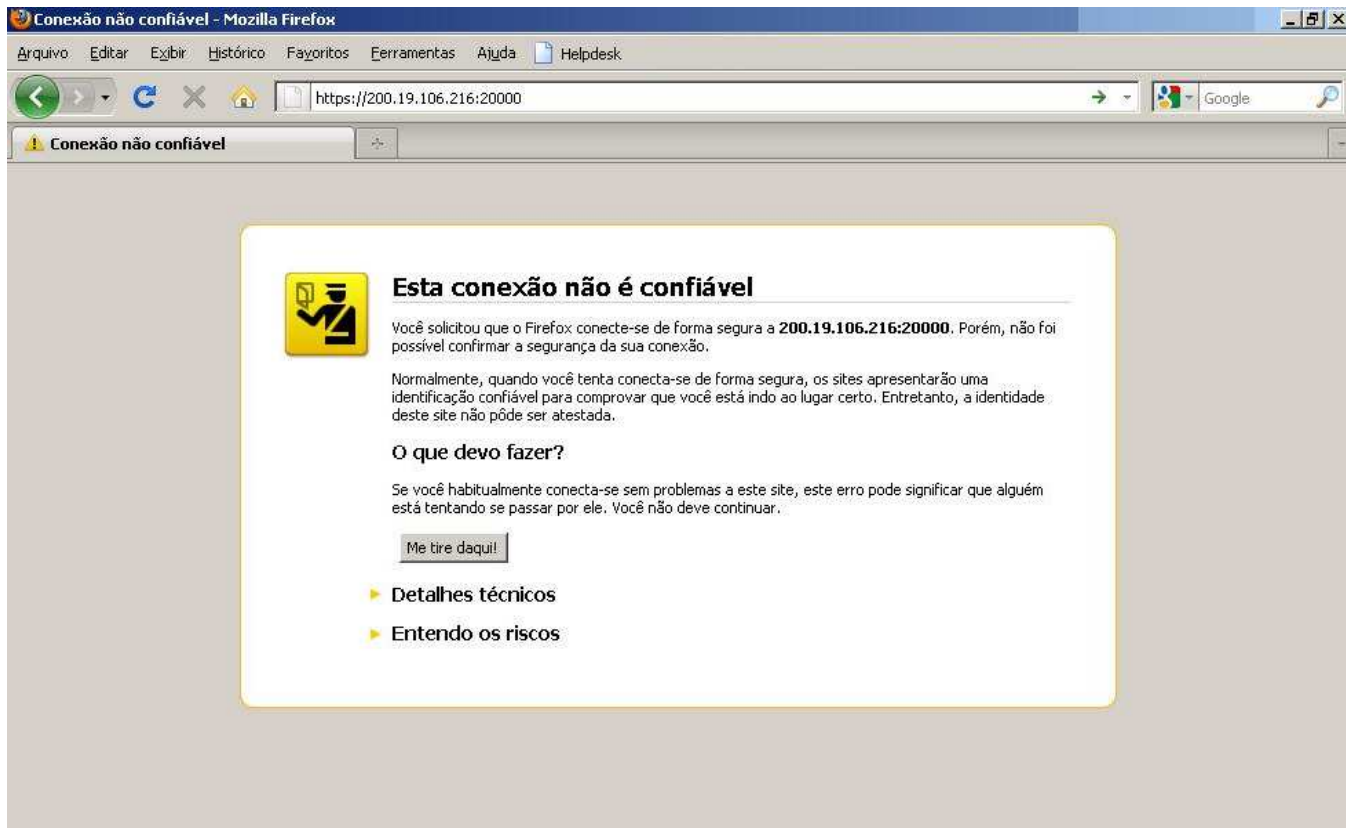 Conexão não confiável - Mozilla Firefox
Arquivo Editar Exibir Histórico Favoritos Ferramentas Ajuda Helpdesk
https://200.19.106.216:20000 Google
Conexão não confiável
Esta conexão não é confiável
Você solicitou que o Firefox conecte-se de forma segura a 200.19.106.216:20000. Porém, não foi
possível confirmar a segurança da sua conexão.
Normalmente, quando você tenta conecta-se de forma segura, os sites apresentarão uma
identificação confiável para comprovar que você está indo ao lugar certo. Entretanto, a identidade
deste site não pôde ser atestada.
O que devo fazer?
Se você habitualmente conecta-se sem problemas a este site, este erro pode significar que alguém
está tentando se passar por ele. Você não deve continuar.
Me tire daqui!
Detalhes técnicos
Entendo os riscos